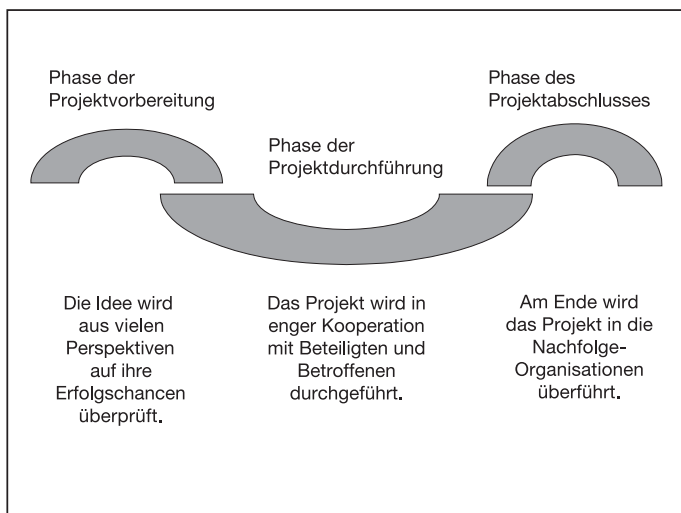 Phase der
Projektvorbereitung
Phase der
Projektdurchführung
Phase des
Projektabschlusses
Die Idee wird
aus vielen
Perspektiven
auf ihre
Erfolgschancen
überprüft.
Das Projekt wird in
enger Kooperation
mit Beteiligten und
Betroffenen
durchgeführt.
Am Ende wird
das Projekt in die
Nachfolge-
Organisationen
überführt.